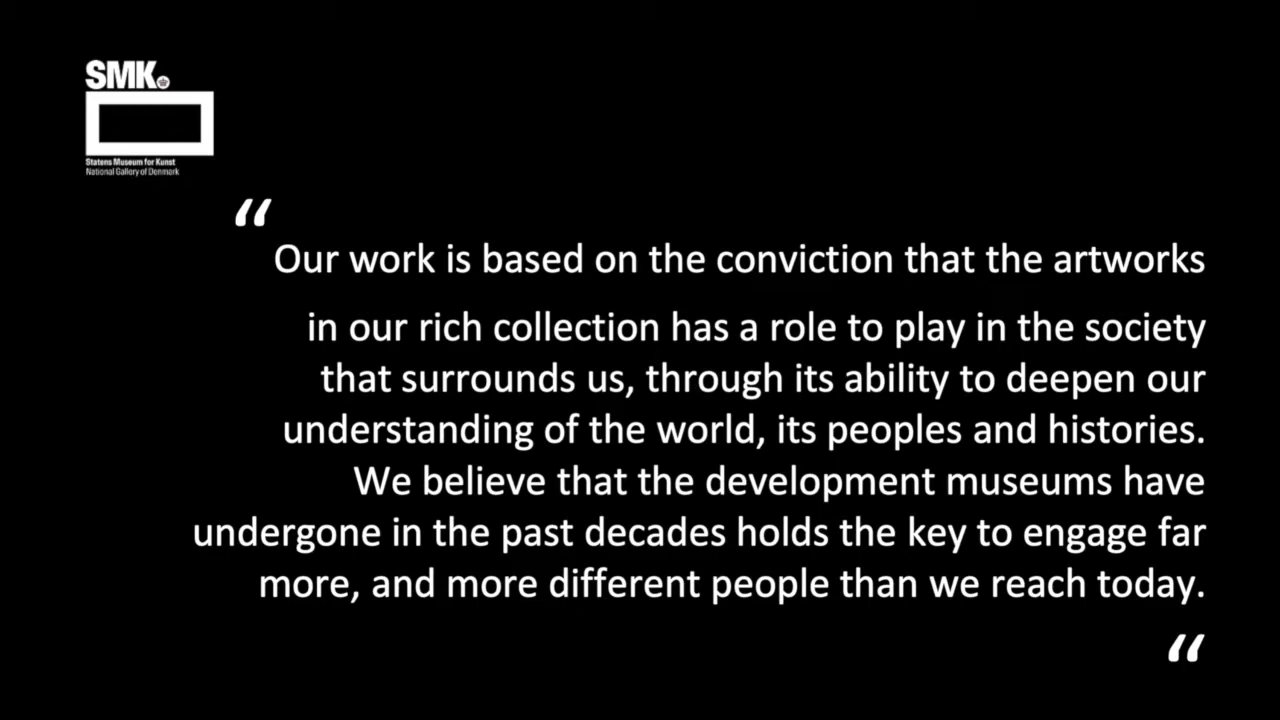 SMK.
Statens Museum for Kunst
National Gallery of Denmark
“
Our work is based on the conviction that the artworks
in our rich collection has a role to play in the society
that surrounds us, through its ability to deepen our
understanding of the world, its peoples and histories.
We believe that the development museums have
undergone in the past decades holds the key to engage far
more, and more different people than we reach today.
“